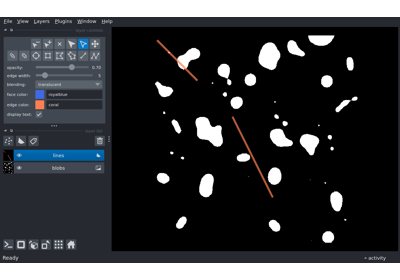 File View Layers Plugins Window Help
opacity: 0.70
edge width: 5
blending: translucent
face color: royalblue
edge color: coral
display text:
lines
blobs
Ready
activity